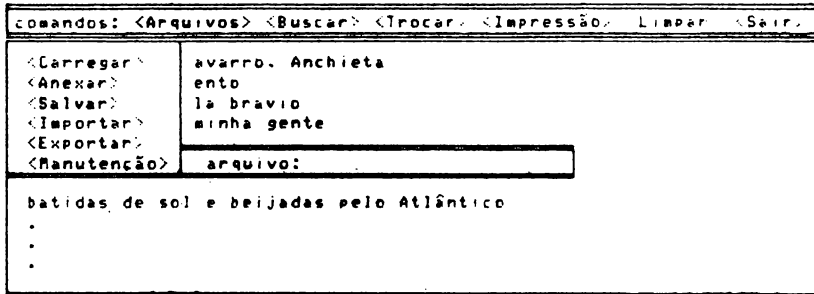 comandos: <Arquivos> <Buscar> <Trocar> <Impressão> Limpar <Sair>
<Carregar> avarro. Anchieta
<Anexar> ento
<Salvar> la bravio
<Importar> minha gente
<Exportar>
<Manutenção> arquivo:
batidas de sol e beijadas pelo Atlântico
.
.
.